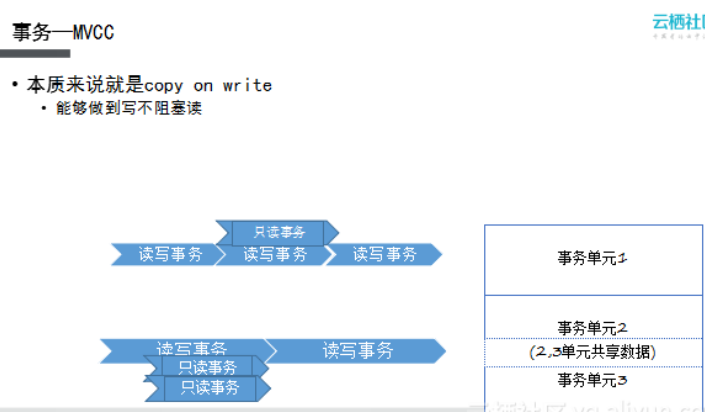 事务—MVCC
云栖社区
• 本质来说就是copy on write
• 能够做到写不阻塞读
只读事务
读写事务 读写事务 读写事务
读写事务 读写事务
只读事务
只读事务
事务单元1
事务单元2
(2,3单元共享数据)
事务单元3